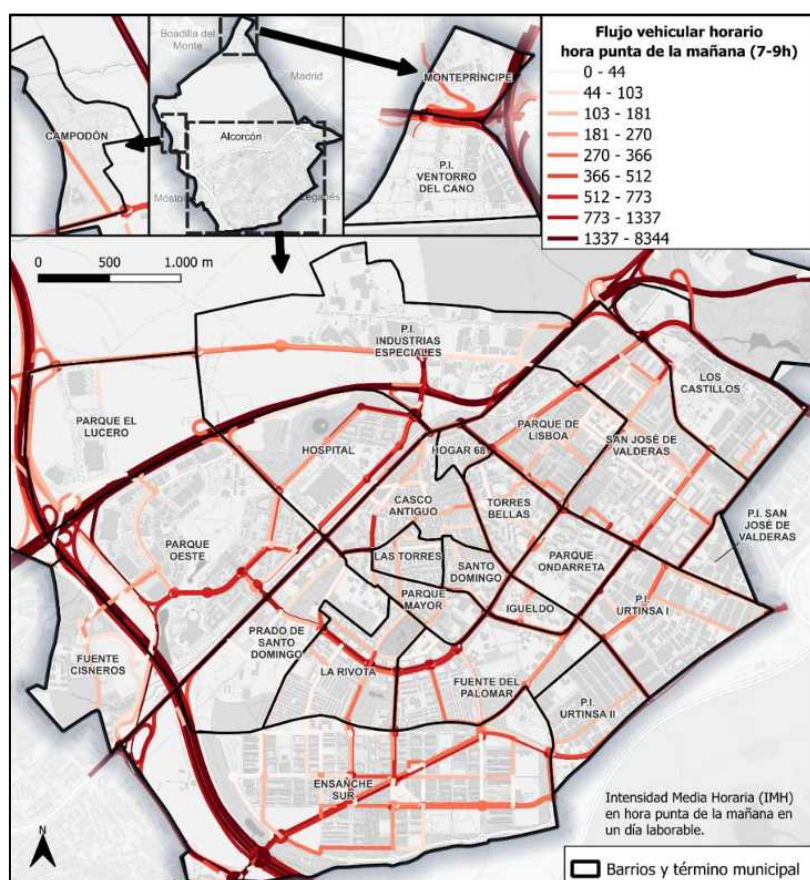 Boadilla del
Monte
Madrid
Alcorcón
Móstoles
Leganés
CAMPODÓN
MONTEPRÍNCIPE
P.I.
VENTORRO
DEL CANO
Flujo vehicular horario
hora punta de la mañana (7-9h)
0 - 44
44 - 103
103 - 181
181 - 270
270 - 366
366 - 512
512 - 773
773 - 1337
1337 - 8344
0 500 1.000 m
P.I.
INDUSTRIAS
ESPECIALES
LOS
CASTILLOS
PARQUE EL
LUCERO
HOSPITAL
HOGAR 68
PARQUE DE
LISBOA
SAN JOSÉ DE
VALDERAS
CASCO
ANTIGUO
TORRES
BELLAS
P.I. SAN
JOSÉ DE
VALDERAS
PARQUE
OESTE
LAS TORRES
SANTO
DOMINGO
PARQUE
ONDARRETA
PARQUE
MAYOR
IGUELDO
P.I.
URTINSA I
FUENTE
CISNEROS
PRADO DE
SANTO
DOMINGO
LA RIVOTA
FUENTE DEL
PALOMAR
P.I.
URTINSA II
ENSANCHE
SUR
Intensidad Media Horaria (IMH)
en hora punta de la mañana en
un día laborable.
N
Barrios y término municipal